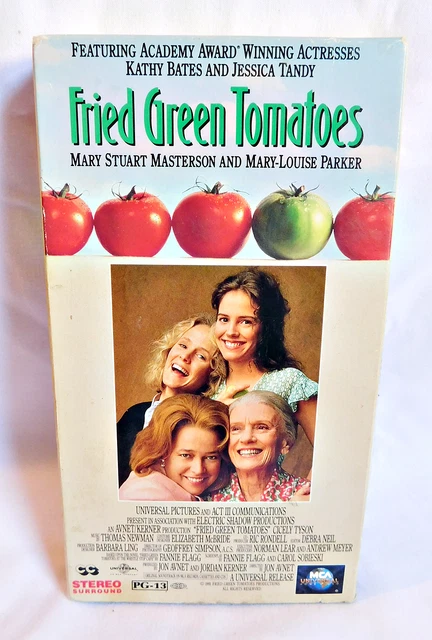 FEATURING ACADEMY AWARD® WINNING ACTRESSES
KATHY BATES AND JESSICA TANDY
Fried Green Tomatoes
MARY STUART MASTERSON AND MARY-LOUISE PARKER
UNIVERSAL PICTURES AND ACT III COMMUNICATIONS
PRESENT IN ASSOCIATION WITH ELECTRIC SHADOW PRODUCTIONS
AN AVNET/KERNER PRODUCTION "FRIED GREEN TOMATOES" CICELY TYSON
THOMAS NEWMAN ELIZABETH McBRIDE RIC RONDELL DEBRA NEIL
BARBARA LING GEOFFREY SIMPSON, A.C.S. NORMAN LEAR AND ANDREW MEYER
FANNIE FLAGG FANNIE FLAGG AND CAROL SOBIESKI
JON AVNET AND JORDAN KERNER JON AVNET
A UNIVERSAL RELEASE
STEREO
SURROUND
UNIVERSAL
PG-13
MCA
UNIVERSAL